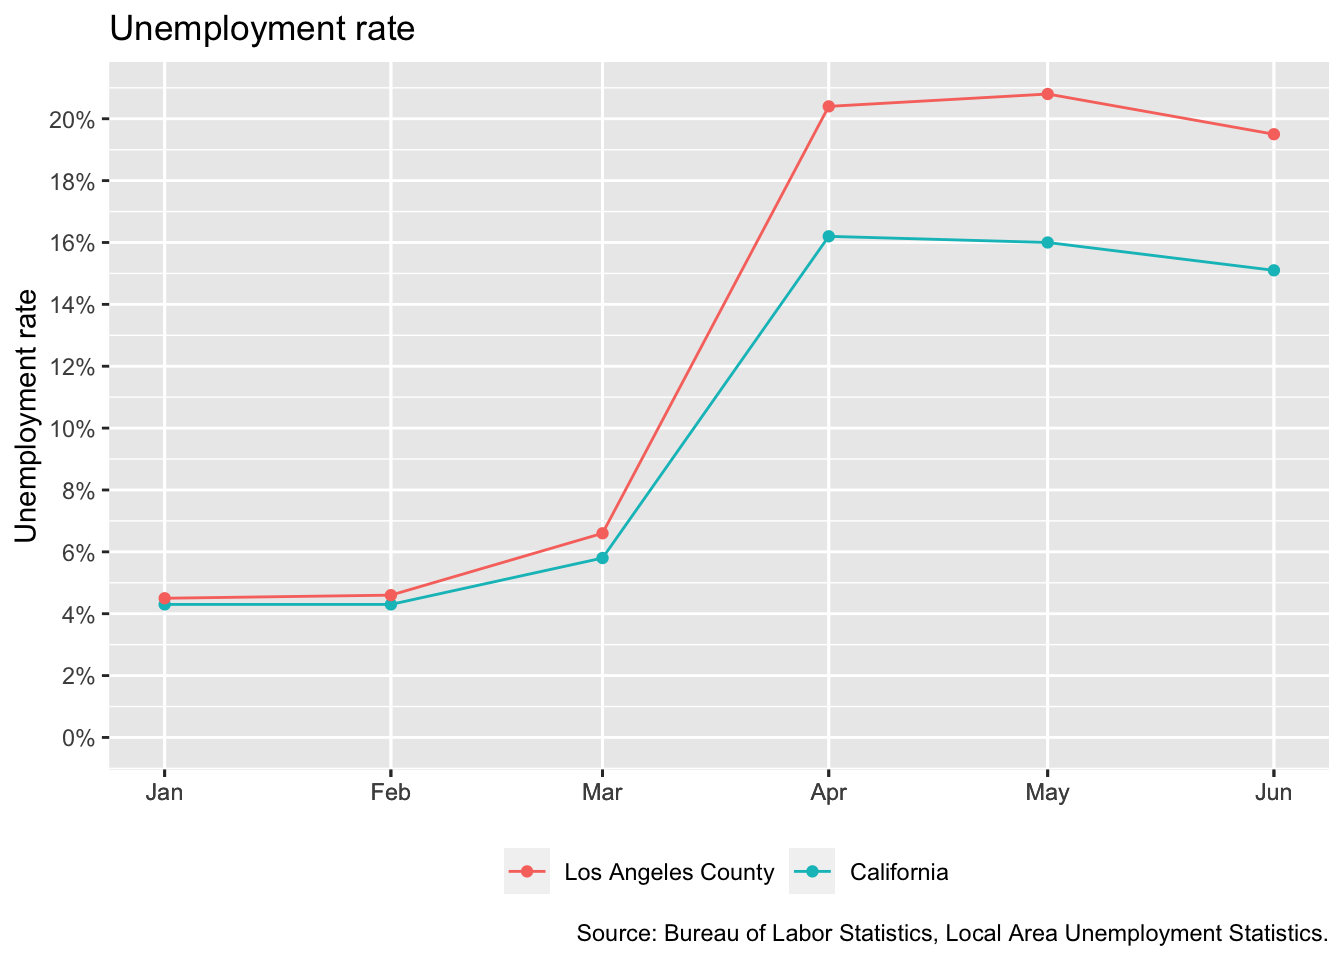 Unemployment rate
Unemployment rate
20%
18%
16%
14%
12%
10%
8%
6%
4%
2%
0%
Jan Feb Mar Apr May Jun
Los Angeles County California
Source: Bureau of Labor Statistics, Local Area Unemployment Statistics.